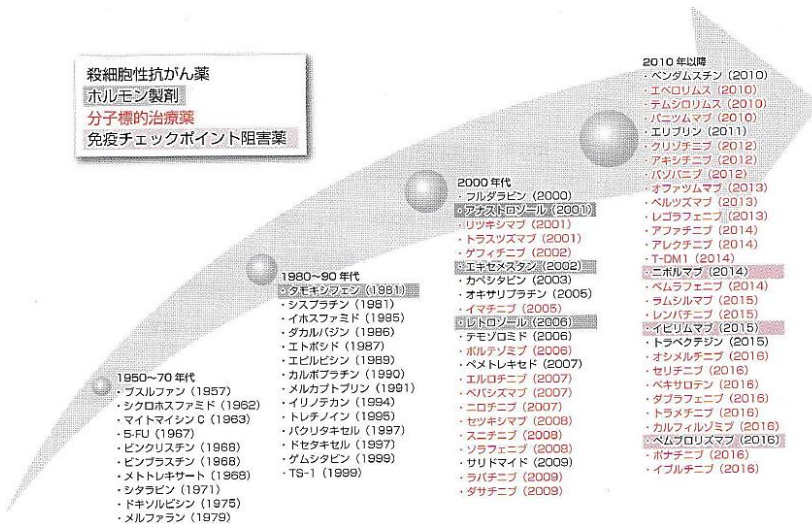 殺細胞性抗がん薬
ホルモン製剤
分子標的治療薬
免疫チェックポイント阻害薬
1950～70年代
・ブスルファン (1957)
・シクロホスファミド (1962)
・マイトマイシンC (1963)
・5-FU (1967)
・ビンクリスチン (1968)
・ビンブラスチン (1968)
・メトトレキサート (1968)
・シタラビン (1971)
・ドキソルビシン (1975)
・メルファラン (1979)
1980～90年代
・タモキシフェン (1981)
・シスプラチン (1981)
・イホスファミド (1985)
・ダカルバジン (1986)
・エトポシド (1987)
・エピルビシン (1989)
・カルボプラチン (1990)
・メルカプトプリン (1991)
・イリノテカン (1994)
・トレチノイン (1995)
・パクリタキセル (1997)
・ドセタキセル (1997)
・ゲムシタビン (1999)
・TS-1 (1999)
2000年代
・フルダラビン (2000)
・アナストロゾール (2001)
・リツキシマブ (2001)
・トラスツズマブ (2001)
・ゲフィチニブ (2002)
・エキセメスタン (2002)
・カペシタビン (2003)
・オキサリプラチン (2005)
・イマチニブ (2005)
・レトロゾール (2006)
・テモゾロミド (2006)
・ボルテゾミブ (2006)
・ペメトレキセド (2007)
・エルロチニブ (2007)
・ベバシズマブ (2007)
・ニロチニブ (2007)
・セツキシマブ (2008)
・スニチニブ (2008)
・ソラフェニブ (2008)
・サリドマイド (2009)
・ラパチニブ (2009)
・ダサチニブ (2009)
2010年以降
・ベンダムスチン (2010)
・エベロリムス (2010)
・テムシロリムス (2010)
・パニツムマブ (2010)
・エリブリン (2011)
・クリゾチニブ (2012)
・アキシチニブ (2012)
・パゾパニブ (2012)
・オファツムマブ (2013)
・ペルツズマブ (2013)
・レゴラフェニブ (2013)
・アファチニブ (2014)
・アレクチニブ (2014)
・T-DM1 (2014)
・ニボルマブ (2014)
・ベムラフェニブ (2014)
・ラムシルマブ (2015)
・レンバチニブ (2015)
・イピリムマブ (2015)
・トラベクテジン (2015)
・オシメルチニブ (2016)
・セリチニブ (2016)
・ベキサロテン (2016)
・ダブラフェニブ (2016)
・トラメチニブ (2016)
・カルフィルゾミブ (2016)
・ペムブロリズマブ (2016)
・ポナチニブ (2016)
・イブルチニブ (2016)